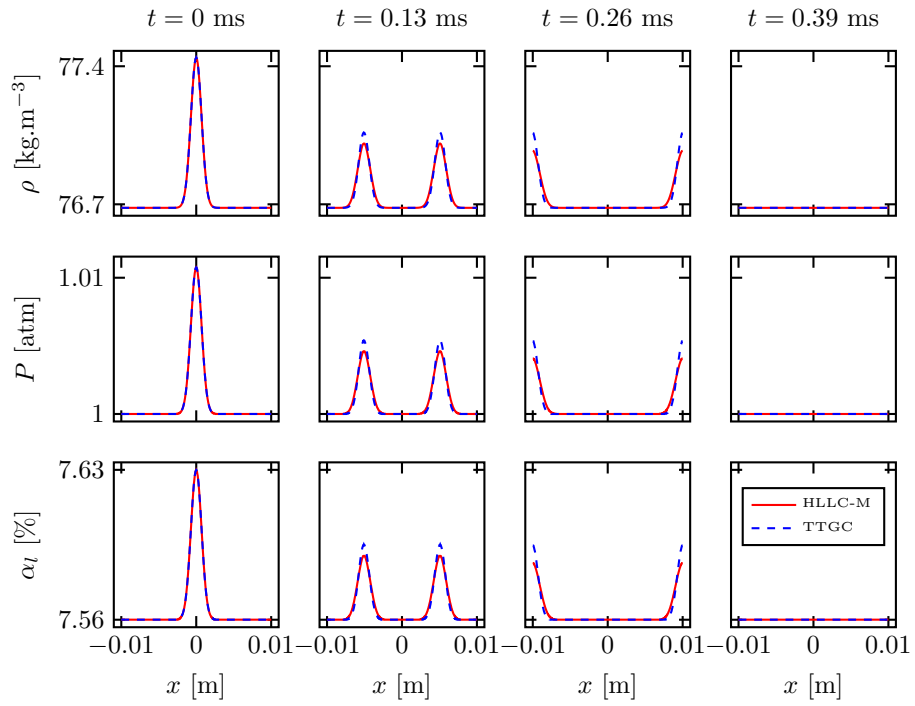 t = 0 ms t = 0.13 ms t = 0.26 ms t = 0.39 ms
77.4
76.7
ρ [kg.m⁻³]
1.01
1
P [atm]
7.63
7.56
αₗ [%]
HLLC-M
TTGC
−0.01 0 0.01 −0.01 0 0.01 −0.01 0 0.01 −0.01 0 0.01
x [m] x [m] x [m] x [m]